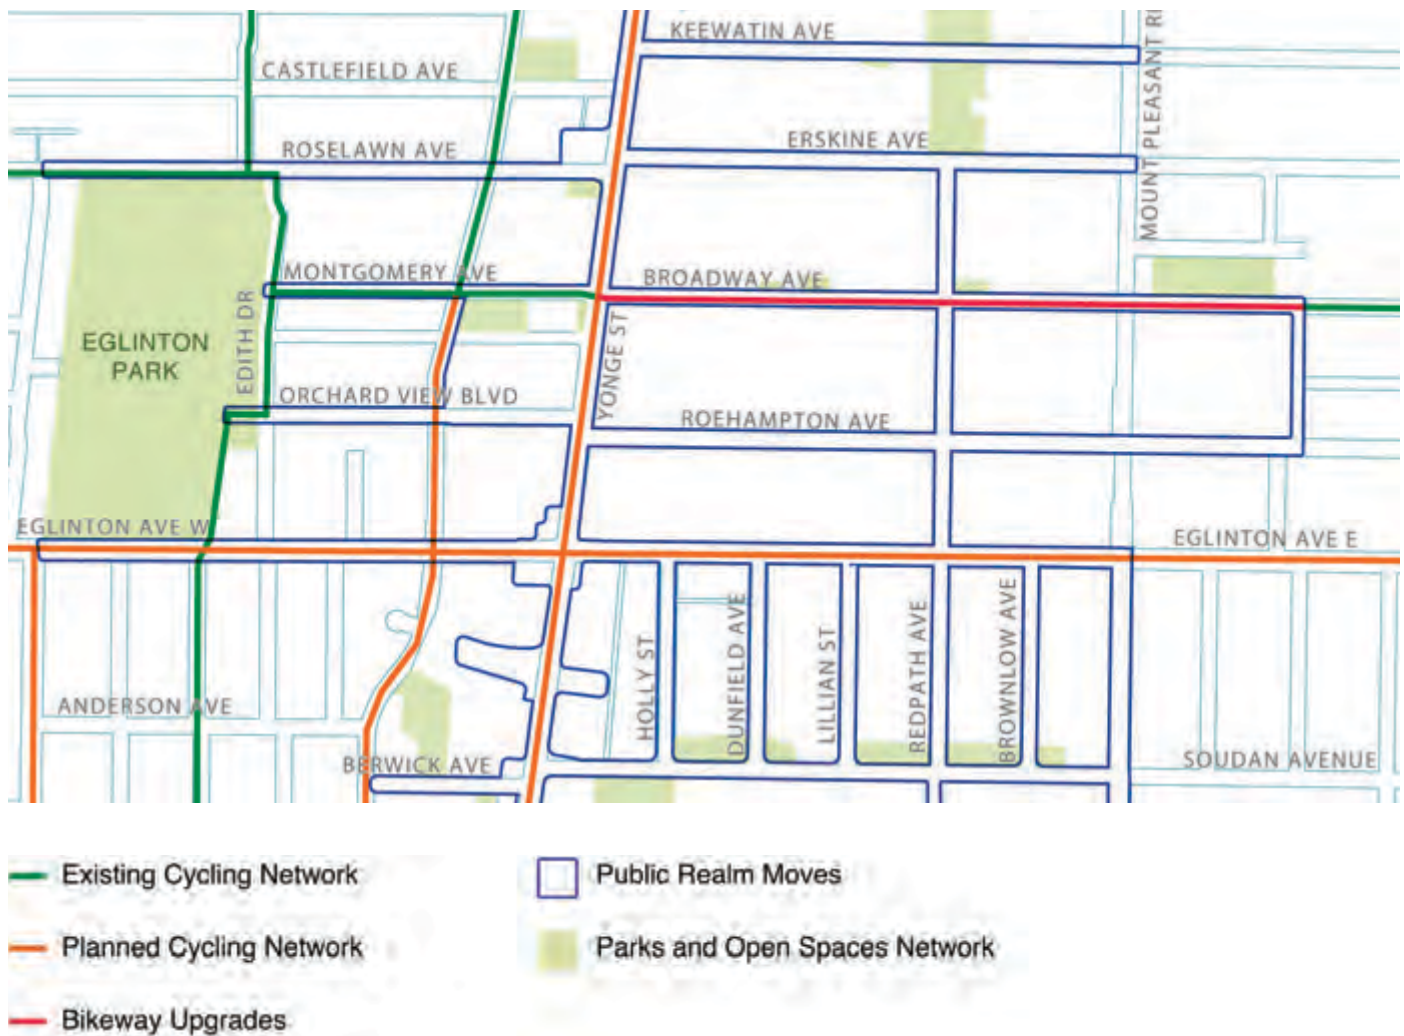 KEEWATIN AVE
CASTLEFIELD AVE
MOUNT PLEASANT R
ERSKINE AVE
ROSELAWN AVE
MONTGOMERY AVE
BROADWAY AVE
EGLINTON
PARK
EDITH DR
YONGE ST
ORCHARD VIEW BLVD
ROEHAMPTON AVE
EGLINTON AVE W
EGLINTON AVE E
HOLLY ST
DUNFIELD AVE
LILLIAN ST
REDPATH AVE
BROWNLOW AVE
ANDERSON AVE
BERWICK AVE
SOUDAN AVENUE
Existing Cycling Network
Public Realm Moves
Planned Cycling Network
Parks and Open Spaces Network
Bikeway Upgrades